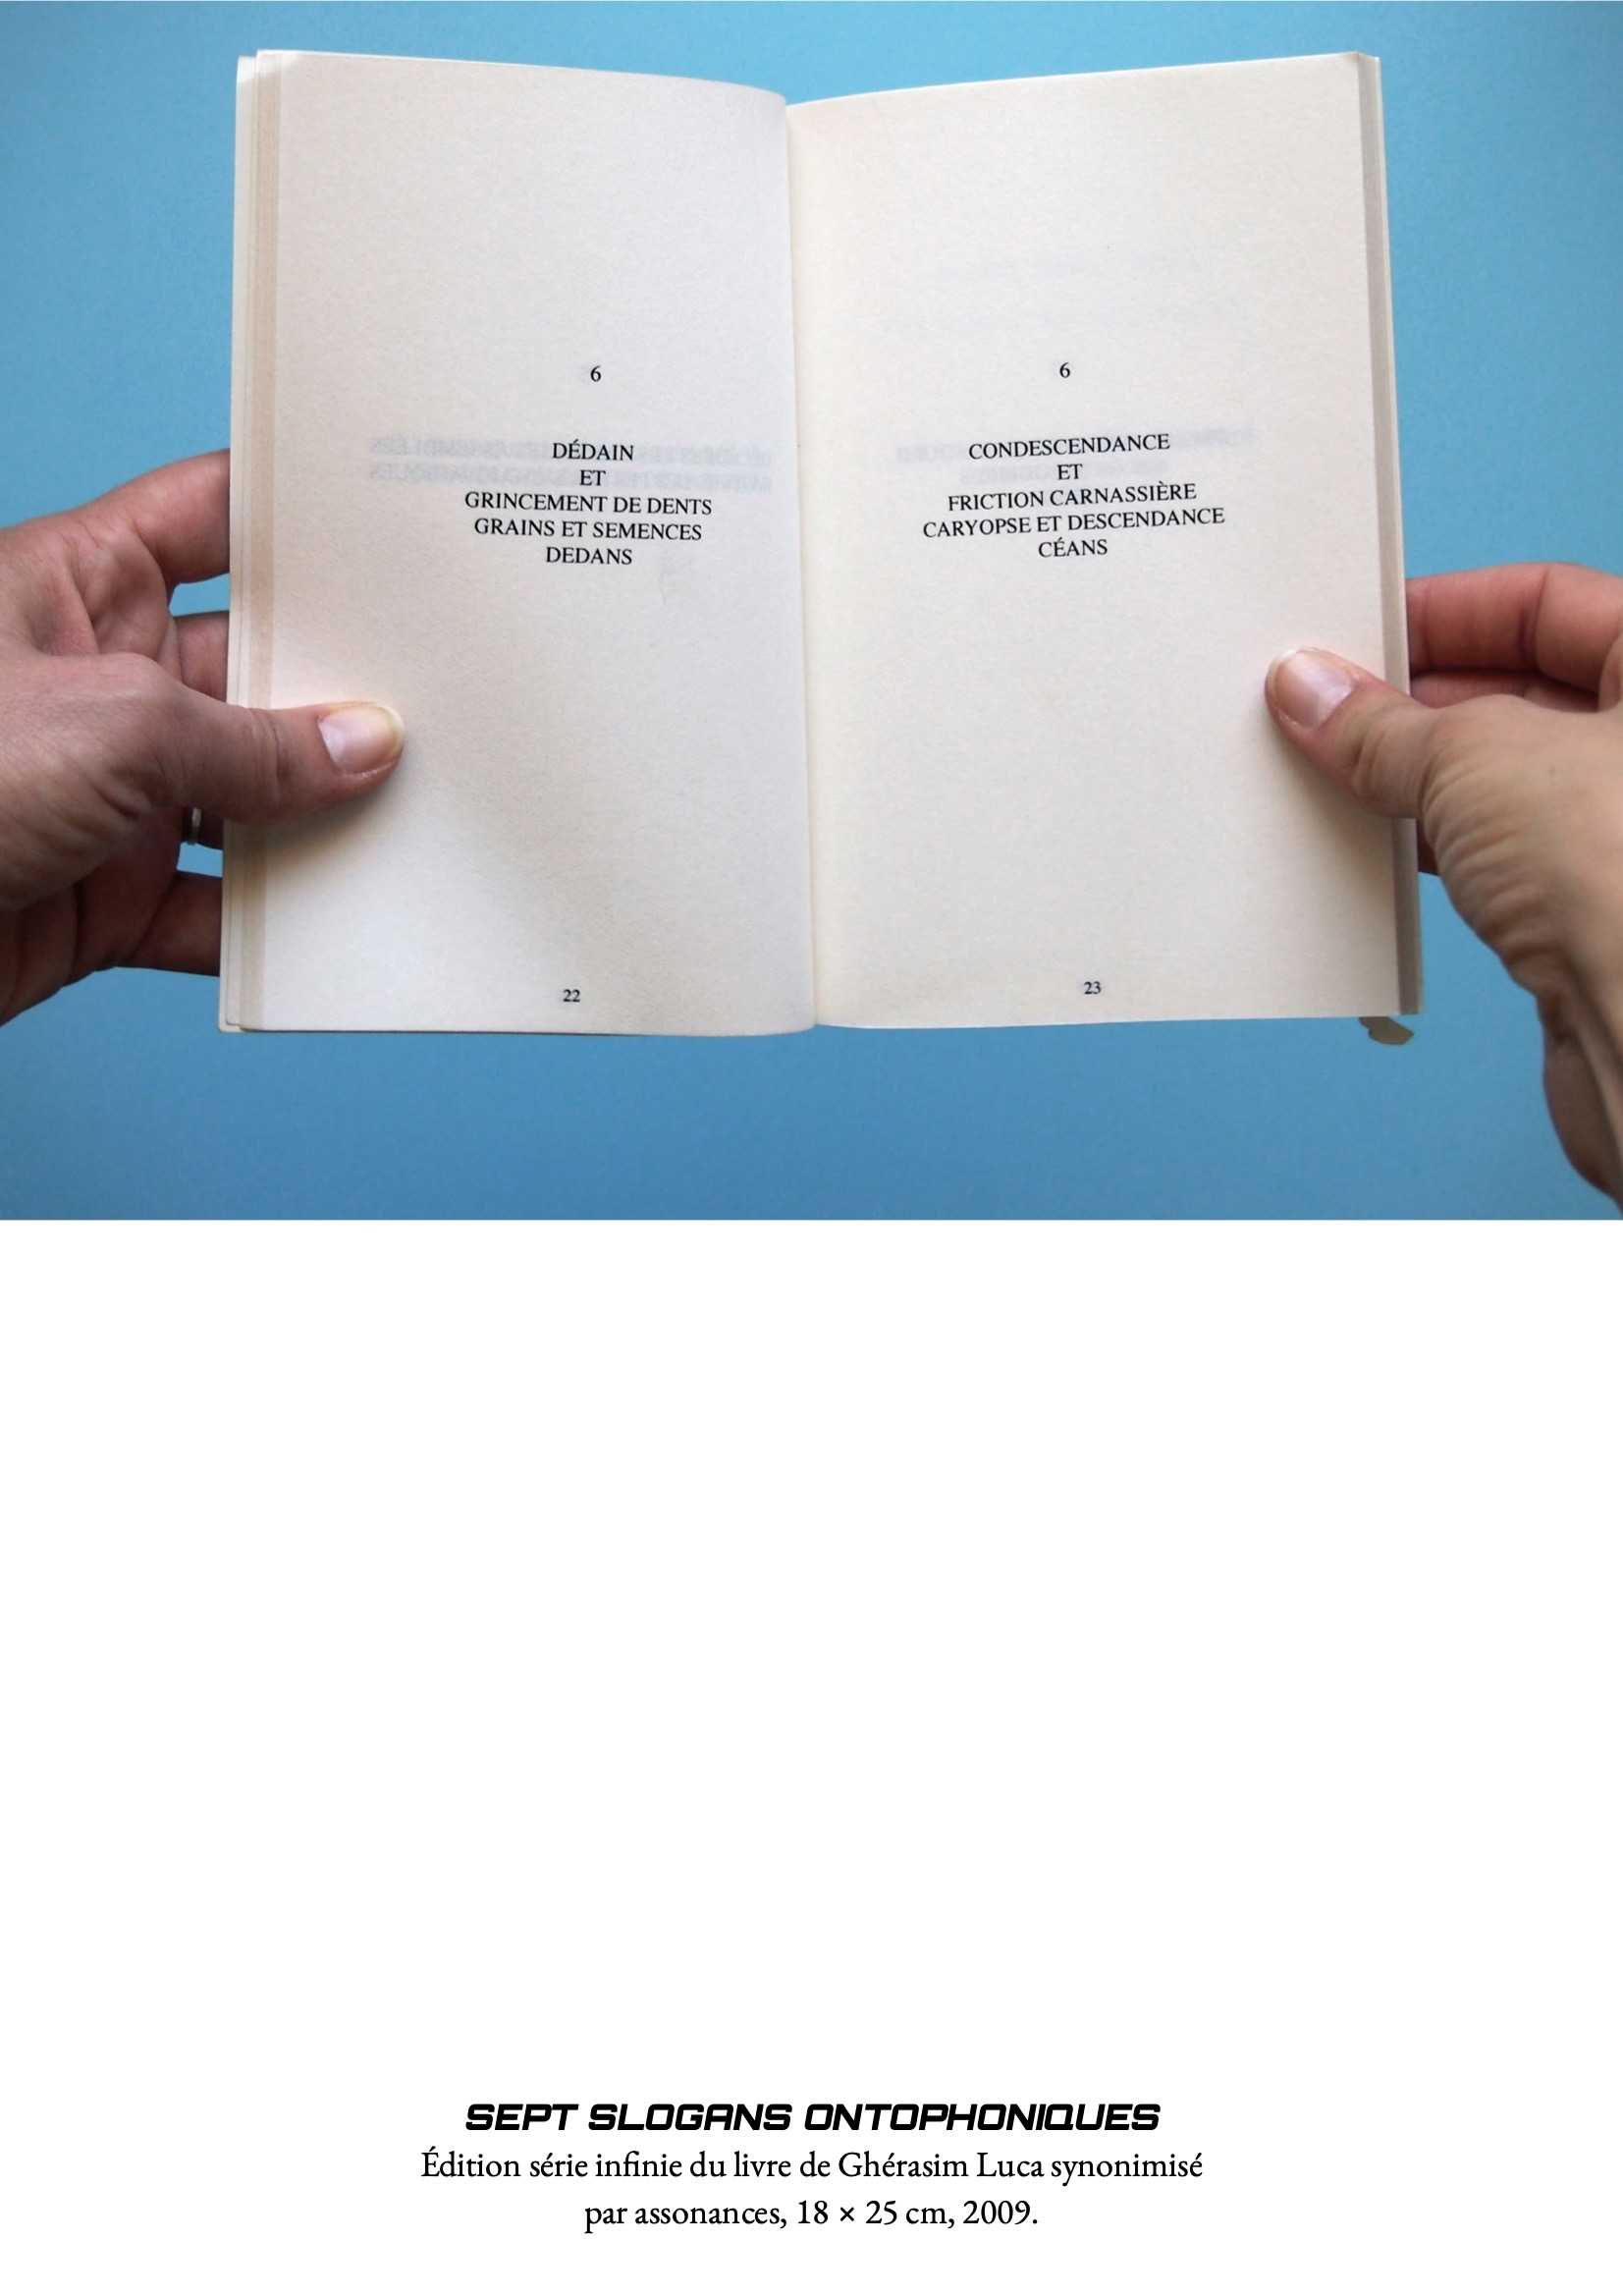 6
DÉDAIN
ET
GRINCEMENT DE DENTS
GRAINS ET SEMENCES
DEDANS
22
6
CONDESCENDANCE
ET
FRICTION CARNASSIÈRE
CARYOPSE ET DESCENDANCE
CÉANS
23
SEPT SLOGANS ONTOPHONIQUES
Édition série infinie du livre de Ghérasim Luca synonimisé
par assonances, 18 × 25 cm, 2009.